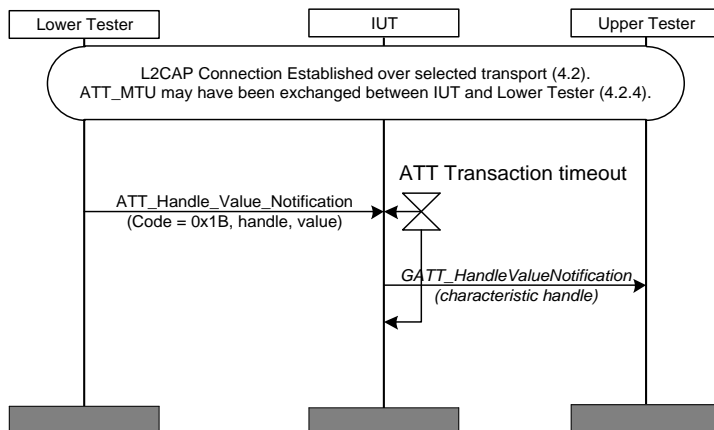 Lower Tester
IUT
Upper Tester
L2CAP Connection Established over selected transport (4.2).
ATT_MTU may have been exchanged between IUT and Lower Tester (4.2.4).
ATT Transaction timeout
ATT_Handle_Value_Notification
(Code = 0x1B, handle, value)
GATT_HandleValueNotification
(characteristic handle)